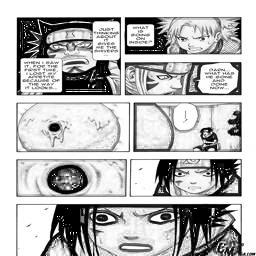 WHAT IS
GOING ON
INSIDE?
JUST
THINKING
ABOUT
IT
GIVES
ME THE
SHIVERS
WHEN I SAW
IT, FOR THE
FIRST TIME,
I LOST MY
APPETITE
BECAUSE OF
THE WAY
IT LOOKS...
DARN...
WHAT HAS
HE GONE
AND
DONE
NOW...